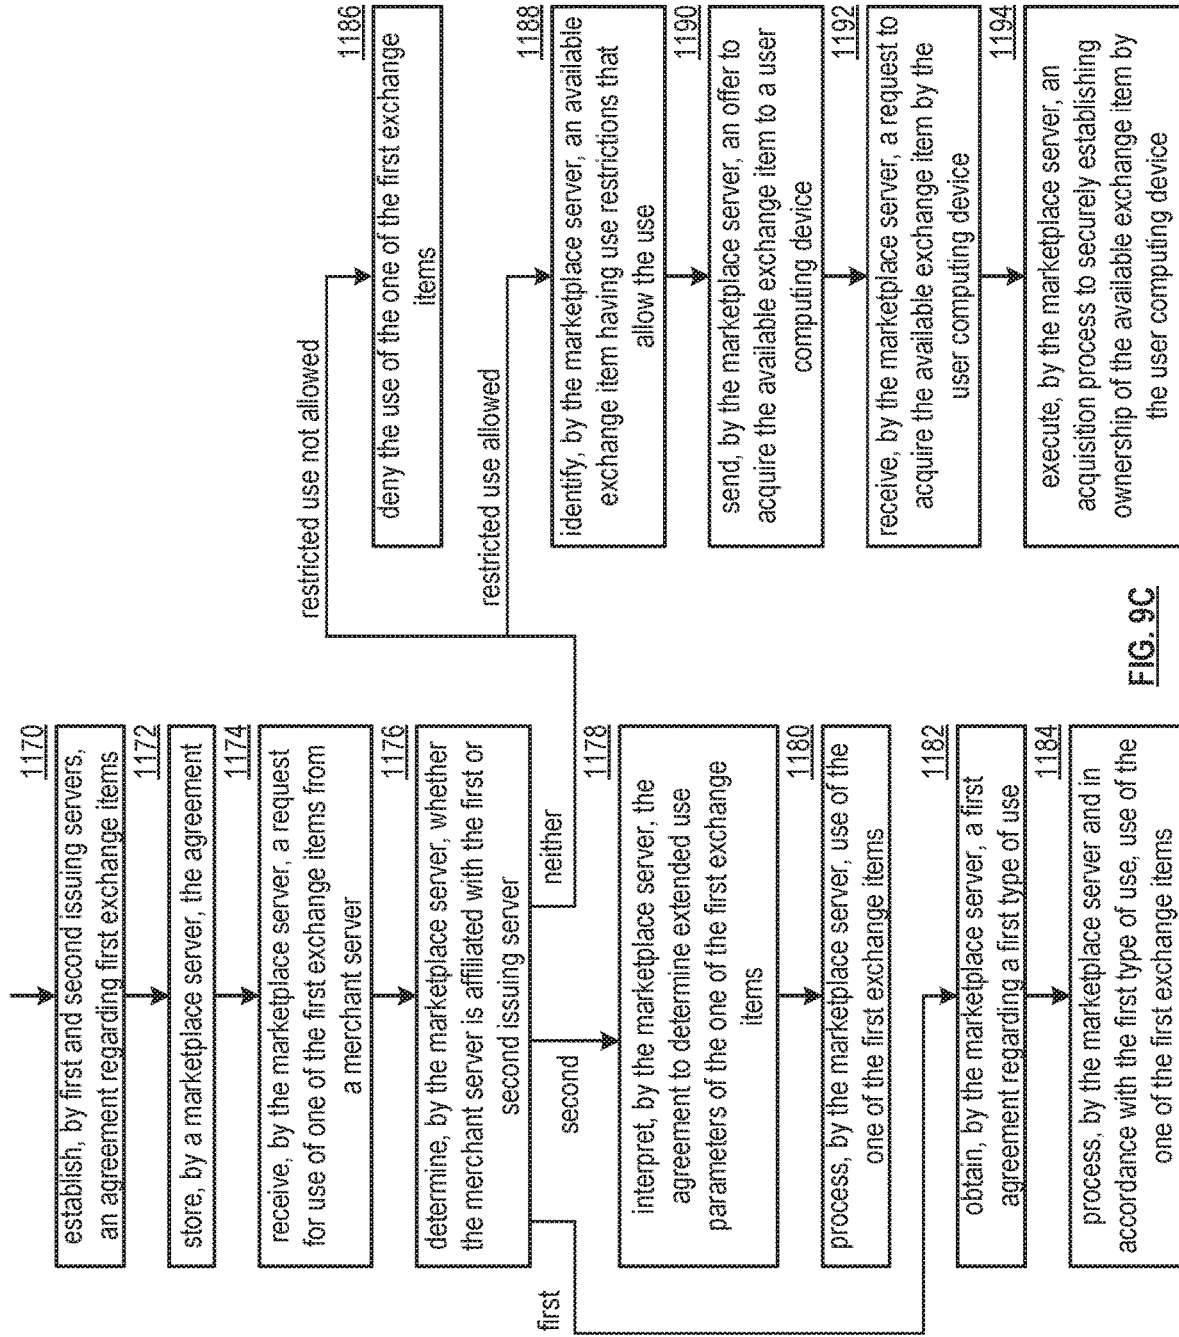 1170
establish, by first and second issuing servers,
an agreement regarding first exchange items
1172
store, by a marketplace server, the agreement
1174
receive, by the marketplace server, a request
for use of one of the first exchange items from
a merchant server
1176
determine, by the marketplace server, whether
the merchant server is affiliated with the first or
second issuing server
first
second
neither
1178
interpret, by the marketplace server, the
agreement to determine extended use
parameters of the one of the first exchange
items
1180
process, by the marketplace server, use of the
one of the first exchange items
1182
obtain, by the marketplace server, a first
agreement regarding a first type of use
1184
process, by the marketplace server and in
accordance with the first type of use, use of the
one of the first exchange items
restricted use not allowed
1186
deny the use of the one of the first exchange
items
restricted use allowed
1188
identify, by the marketplace server, an available
exchange item having use restrictions that
allow the use
1190
send, by the marketplace server, an offer to
acquire the available exchange item to a user
computing device
1192
receive, by the marketplace server, a request to
acquire the available exchange item by the
user computing device
1194
execute, by the marketplace server, an
acquisition process to securely establishing
ownership of the available exchange item by
the user computing device
FIG. 9C